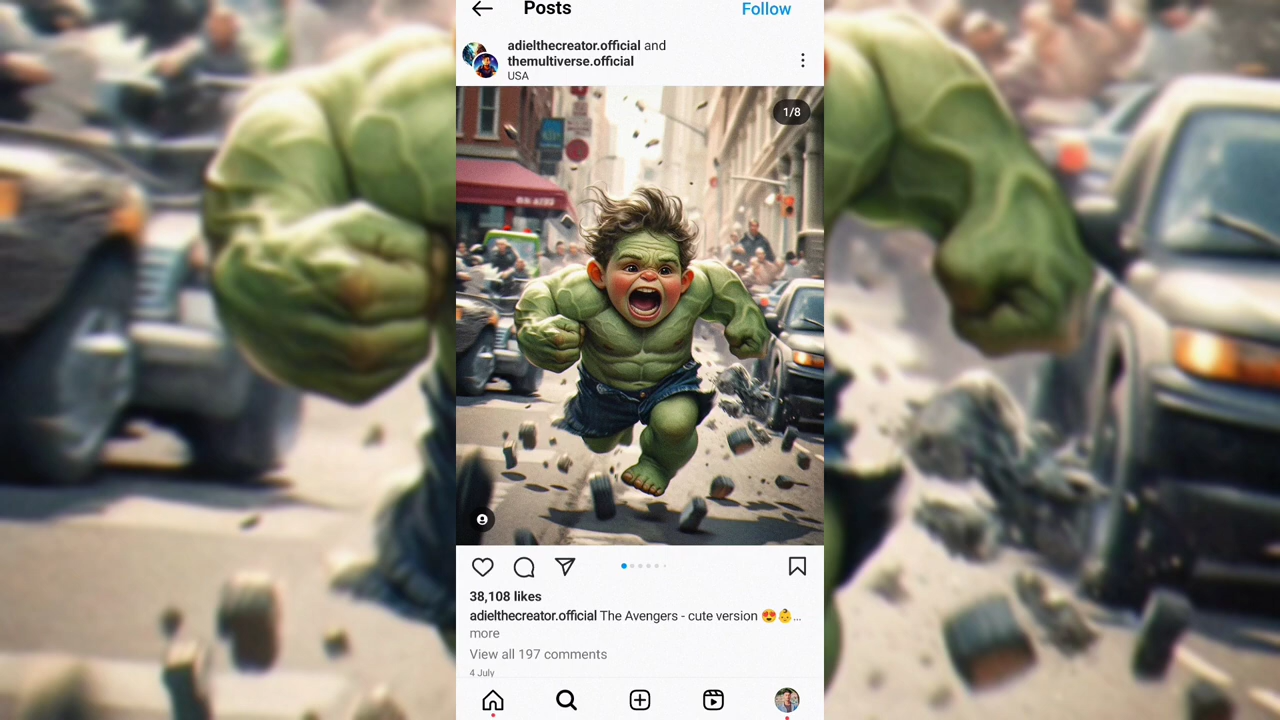 Posts
Follow
adielthecreator.official and
themultiverse.official
USA
1/8
38,108 likes
adielthecreator.official The Avengers - cute version 😍👶...
more
View all 197 comments
4 July